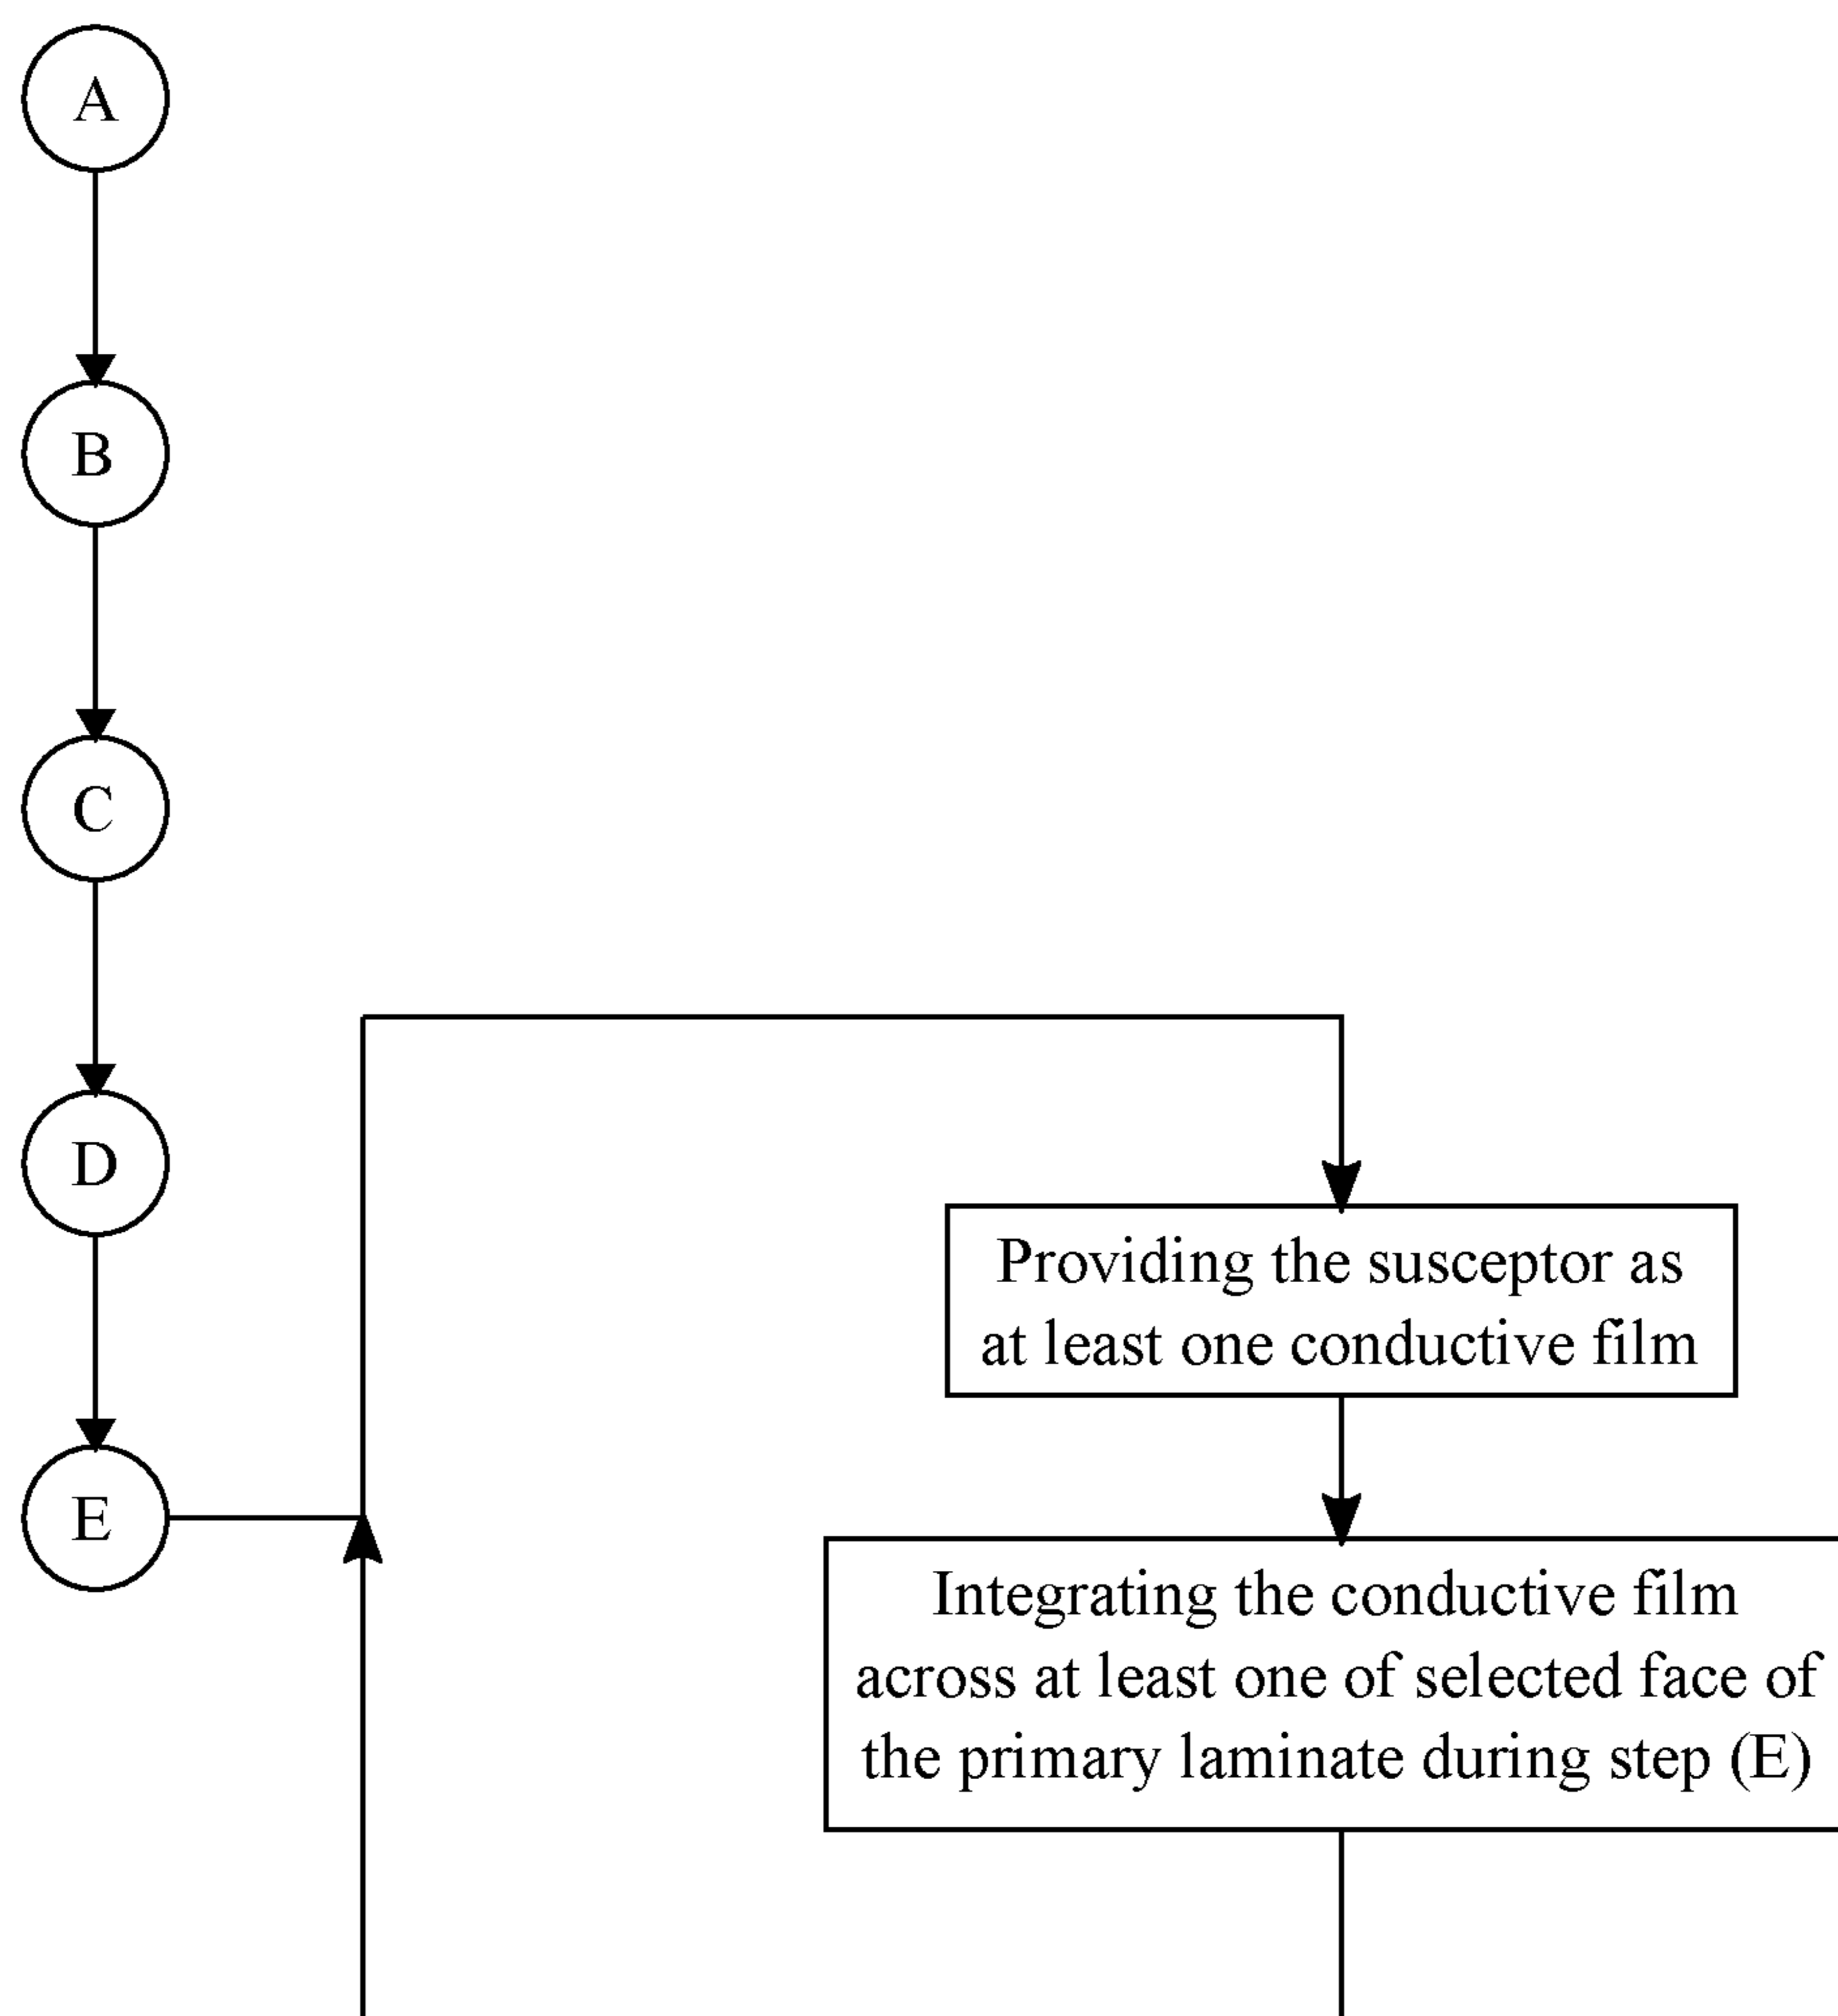 A
B
C
D
E
Providing the susceptor as
at least one conductive film
Integrating the conductive film
across at least one of selected face of
the primary laminate during step (E)